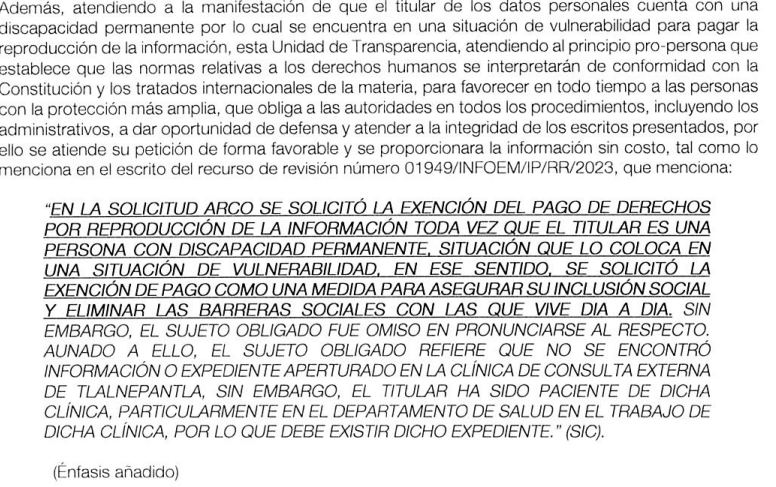 Además, atendiendo a la manifestación de que el titular de los datos personales cuenta con una
discapacidad permanente por lo cual se encuentra en una situación de vulnerabilidad para pagar la
reproducción de la información, esta Unidad de Transparencia, atendiendo al principio pro-persona que
establece que las normas relativas a los derechos humanos se interpretarán de conformidad con la
Constitución y los tratados internacionales de la materia, para favorecer en todo tiempo a las personas
con la protección más amplia, que obliga a las autoridades en todos los procedimientos, incluyendo los
administrativos, a dar oportunidad de defensa y atender a la integridad de los escritos presentados, por
ello se atiende su petición de forma favorable y se proporcionara la información sin costo, tal como lo
menciona en el escrito del recurso de revisión número 01949/INFOEM/IP/RR/2023, que menciona:
"EN LA SOLICITUD ARCO SE SOLICITÓ LA EXENCIÓN DEL PAGO DE DERECHOS
POR REPRODUCCIÓN DE LA INFORMACIÓN TODA VEZ QUE EL TITULAR ES UNA
PERSONA CON DISCAPACIDAD PERMANENTE, SITUACIÓN QUE LO COLOCA EN
UNA SITUACIÓN DE VULNERABILIDAD, EN ESE SENTIDO, SE SOLICITÓ LA
EXENCIÓN DE PAGO COMO UNA MEDIDA PARA ASEGURAR SU INCLUSIÓN SOCIAL
Y ELIMINAR LAS BARRERAS SOCIALES CON LAS QUE VIVE DIA A DIA. SIN
EMBARGO, EL SUJETO OBLIGADO FUE OMISO EN PRONUNCIARSE AL RESPECTO.
AUNADO A ELLO, EL SUJETO OBLIGADO REFIERE QUE NO SE ENCONTRÓ
INFORMACIÓN O EXPEDIENTE APERTURADO EN LA CLÍNICA DE CONSULTA EXTERNA
DE TLALNEPANTLA, SIN EMBARGO, EL TITULAR HA SIDO PACIENTE DE DICHA
CLÍNICA, PARTICULARMENTE EN EL DEPARTAMENTO DE SALUD EN EL TRABAJO DE
DICHA CLÍNICA, POR LO QUE DEBE EXISTIR DICHO EXPEDIENTE." (SIC).
(Énfasis añadido)